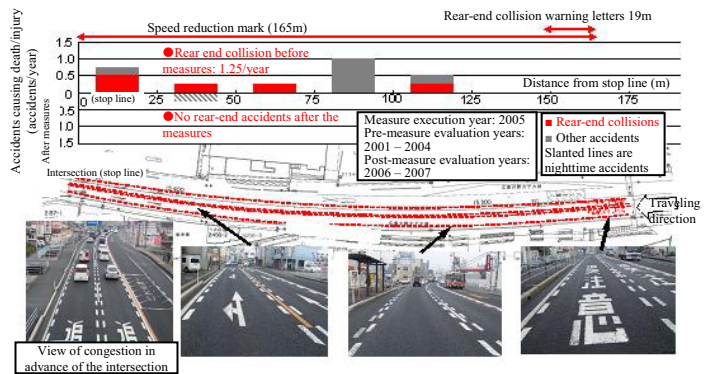 Speed reduction mark (165m)
Rear-end collision warning letters 19m
Accidents causing death/injury
(accidents/year)
After measures
1.5
1.0
0.5
0
0.5
1.0
1.5
●Rear end collision before
measures: 1.25/year
Distance from stop line (m)
(stop line)
25
50
75
100
125
150
175
●No rear-end accidents after the
measures
Measure execution year: 2005
Pre-measure evaluation years:
2001 – 2004
Post-measure evaluation years:
2006 – 2007
■ Rear-end collisions
■ Other accidents
Slanted lines are
nighttime accidents
Intersection (stop line)
Traveling
direction
注意
View of congestion in
advance of the intersection